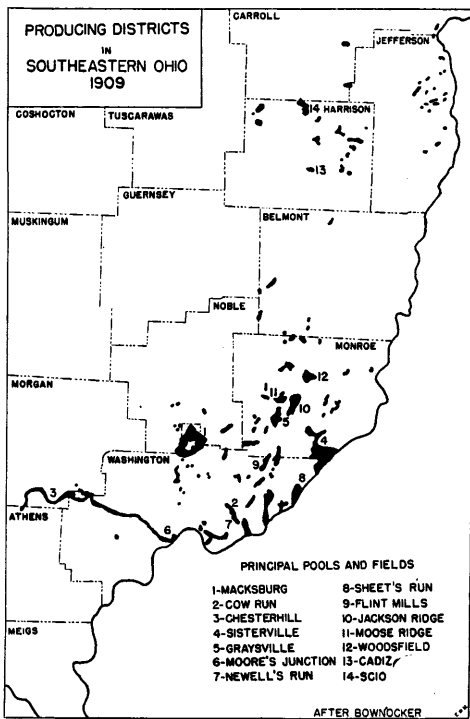 PRODUCING DISTRICTS
IN
SOUTHEASTERN OHIO
1909
CARROLL
JEFFERSON
COSHOCTON
TUSCARAWAS
14
HARRISON
13
GUERNSEY
MUSKINGUM
BELMONT
NOBLE
MONROE
MORGAN
12
11
10
5
1
4
WASHINGTON
9
8
3
2
ATHENS
6
7
MEIGS
PRINCIPAL POOLS AND FIELDS
1-MACKSBURG
2-COW RUN
3-CHESTERHILL
4-SISTERVILLE
5-GRAYSVILLE
6-MOORE'S JUNCTION
7-NEWELL'S RUN
8-SHEET'S RUN
9-FLINT MILLS
10-JACKSON RIDGE
11-MOOSE RIDGE
12-WOODSFIELD
13-CADIZ
14-SCIO
AFTER BOWNOCKER